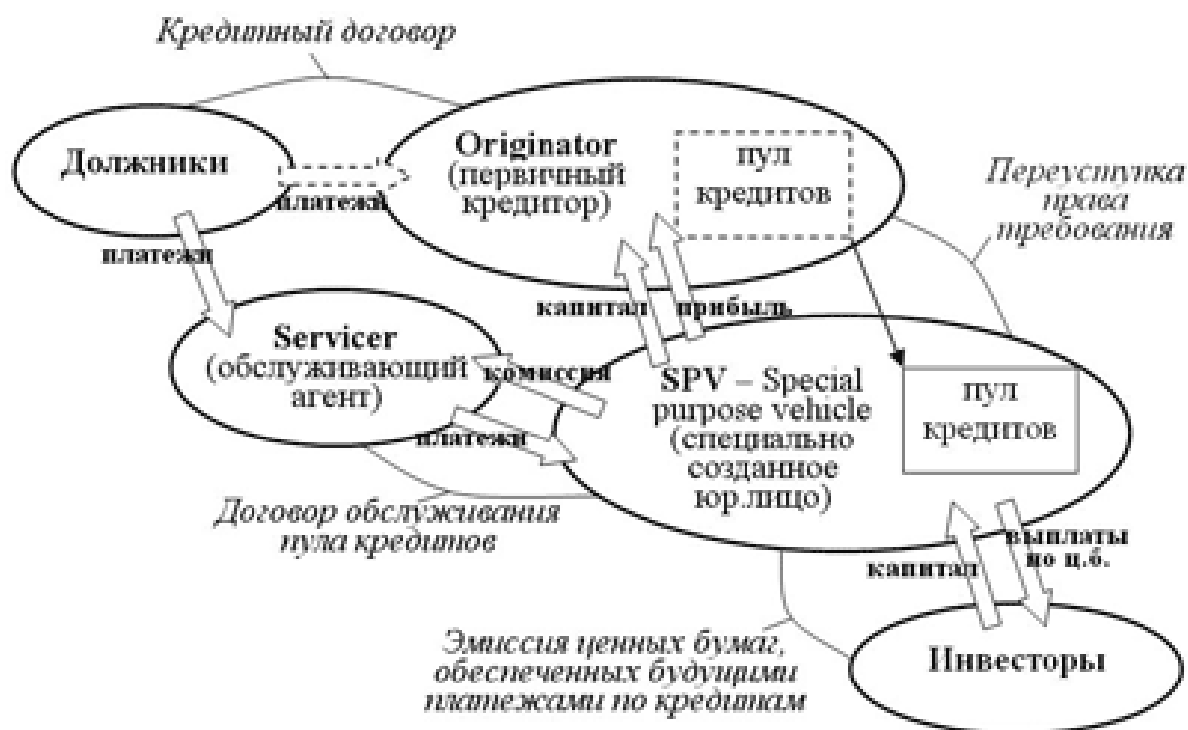 Кредитный договор
Должники
Originator
(первичный
кредитор)
пул
кредитов
Переуступка
права
требования
платежи
платежи
капитал
прибыль
Servicer
(обслуживающий
агент)
комиссия
платежи
SPV – Special
purpose vehicle
(специально
созданное
юр.лицо)
пул
кредитов
Договор обслуживания
пула кредитов
капитал
выплаты
по ц.б.
Эмиссия ценных бумаг,
обеспеченных будущими
платежами по кредитам
Инвесторы